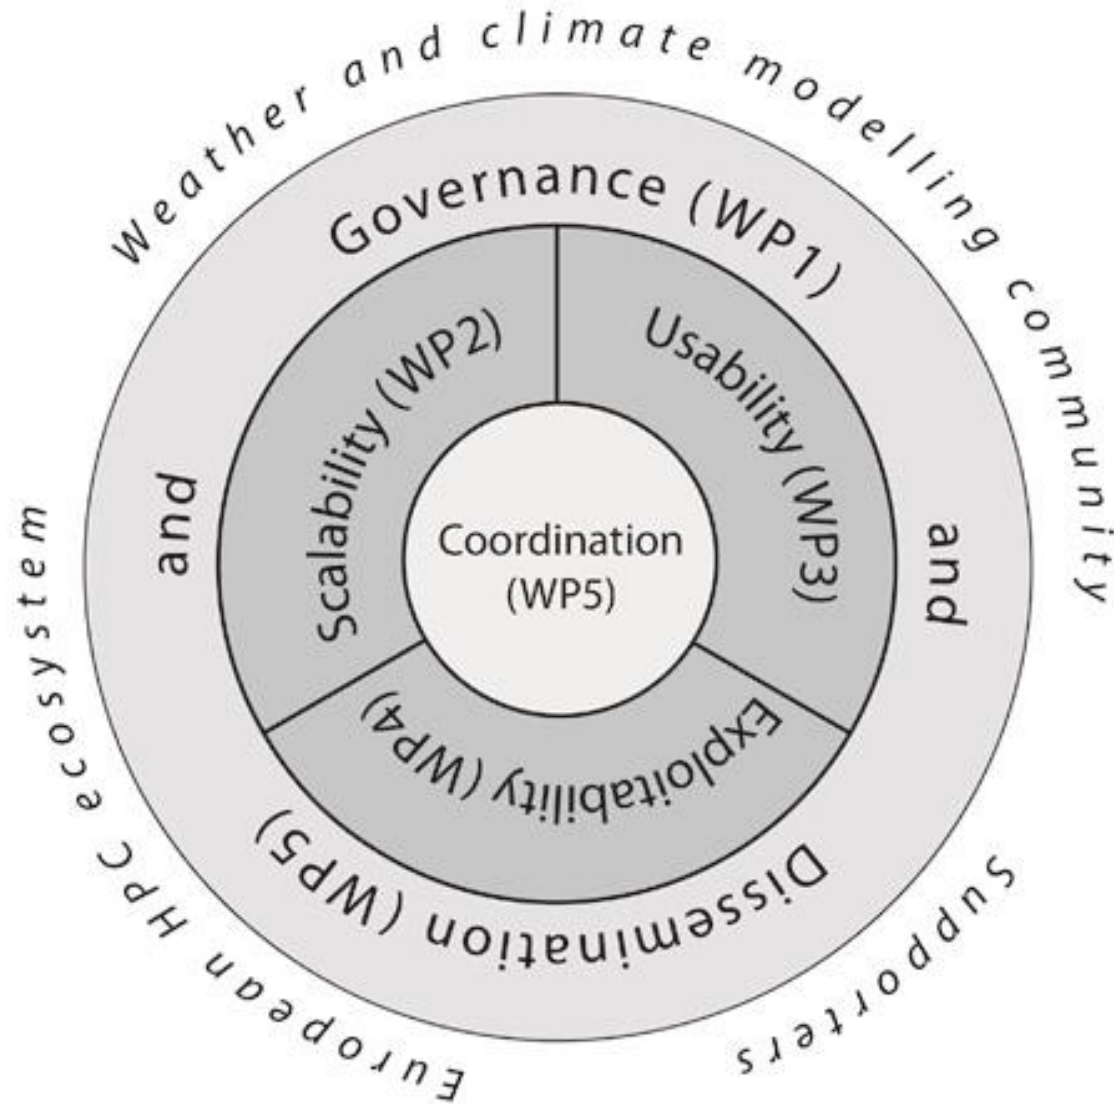 Weather and climate modelling community
Supporters
European HPC ecosystem
Governance (WP1)
and
Dissemination (WP5)
and
Scalability (WP2)
Usability (WP3)
Exploitability (WP4)
Coordination
(WP5)